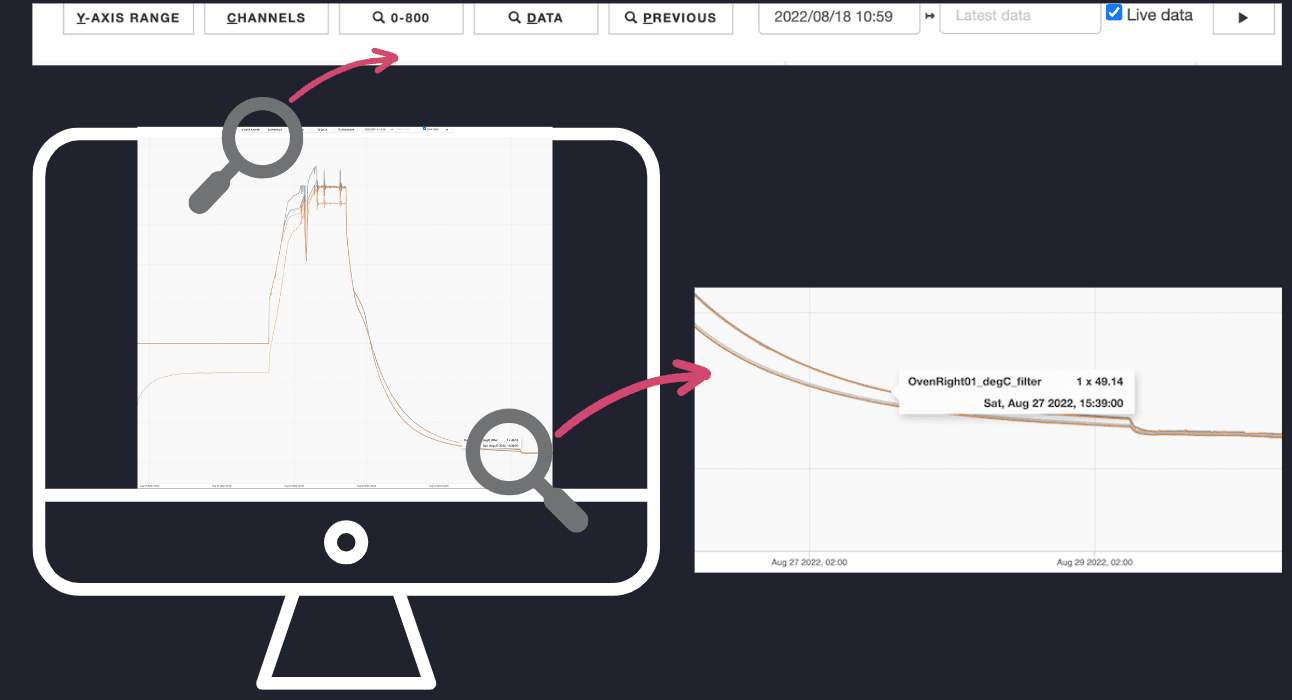 Y-AXIS RANGE CHANNELS 0-800 DATA PREVIOUS 2022/08/18 10:59 ↦ Latest data Live data
OvenRight01_degC_filter 1 x 49.14
Sat, Aug 27 2022, 15:39:00
Aug 27 2022, 02:00 Aug 29 2022, 02:00